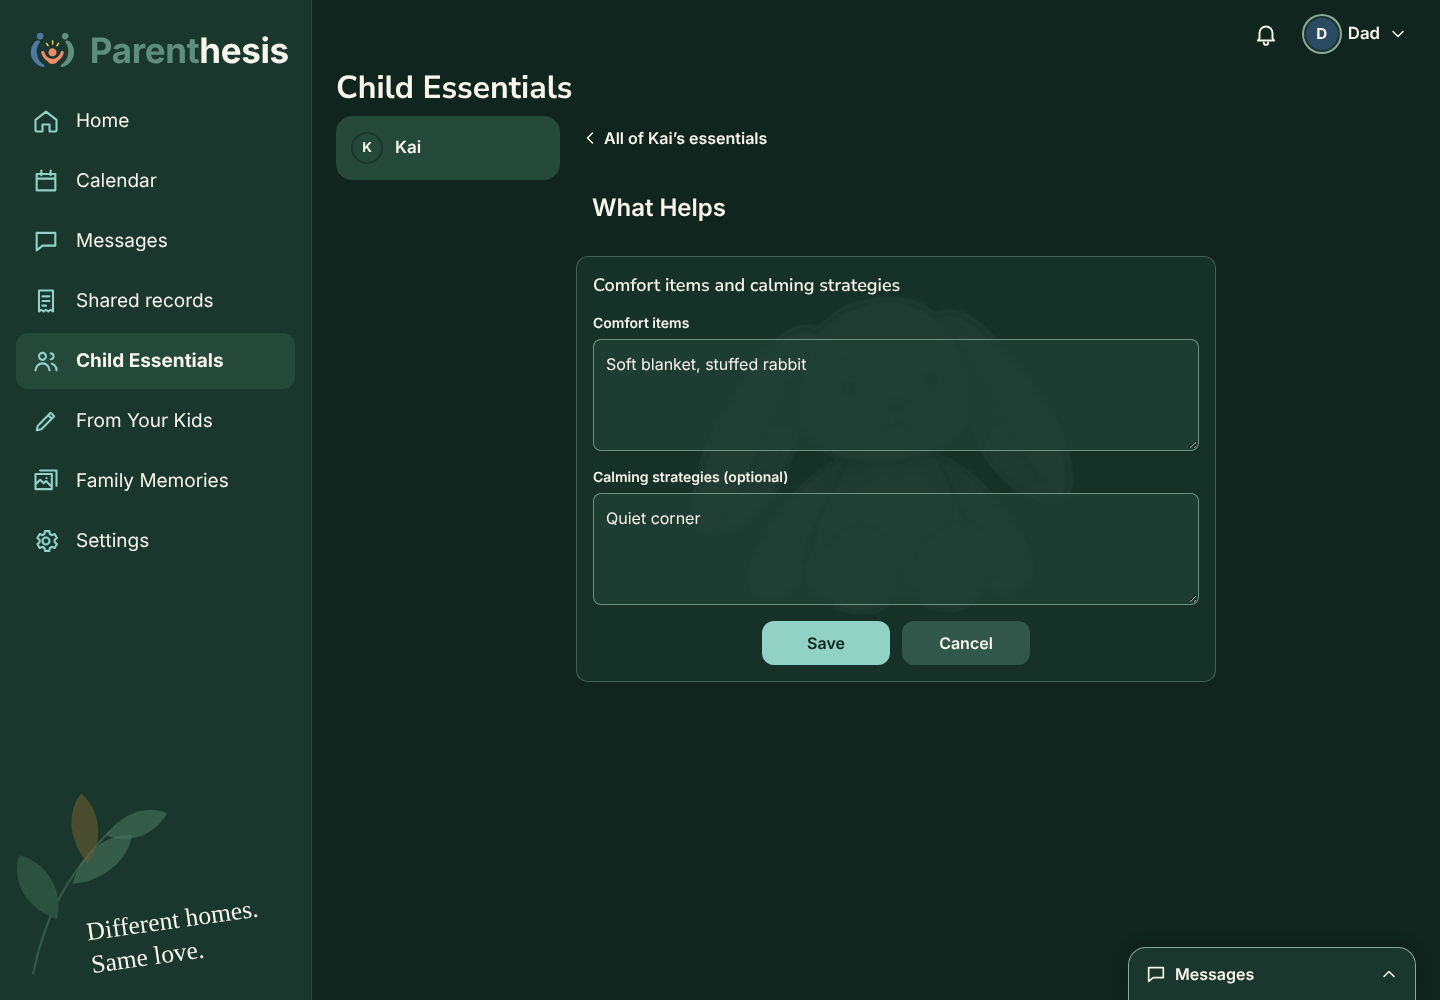 Parenthesis
Home
Calendar
Messages
Shared records
Child Essentials
From Your Kids
Family Memories
Settings
Different homes.
Same love.
D
Dad
Child Essentials
K
Kai
All of Kai’s essentials
What Helps
Comfort items and calming strategies
Comfort items
Soft blanket, stuffed rabbit
Calming strategies (optional)
Quiet corner
Save
Cancel
Messages